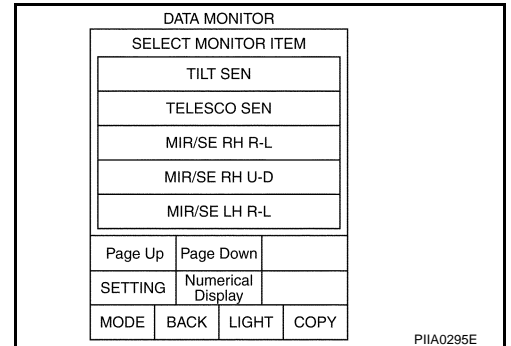 DATA MONITOR
SELECT MONITOR ITEM
TILT SEN
TELESCO SEN
MIR/SE RH R-L
MIR/SE RH U-D
MIR/SE LH R-L
Page Up Page Down
SETTING Numerical
Display
MODE BACK LIGHT COPY
PIIA0295E